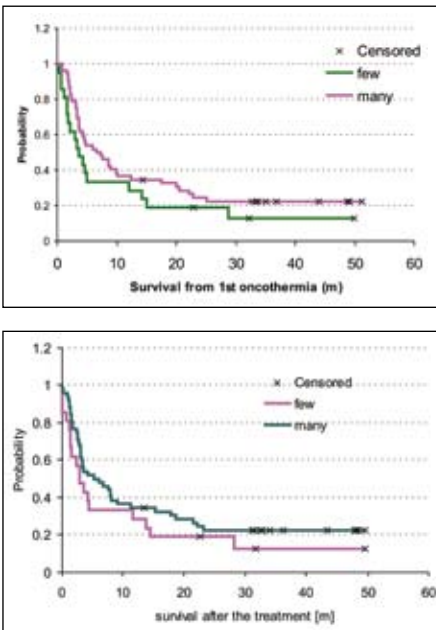 1.2
1
0.8
0.6
0.4
0.2
0
Probability
× Censored
few
many
0 10 20 30 40 50 60
Survival from 1st oncothermia (m)
1.2
1
0.8
0.6
0.4
0.2
0
Probability
× Censored
few
many
0 10 20 30 40 50 60
survival after the treatment [m]